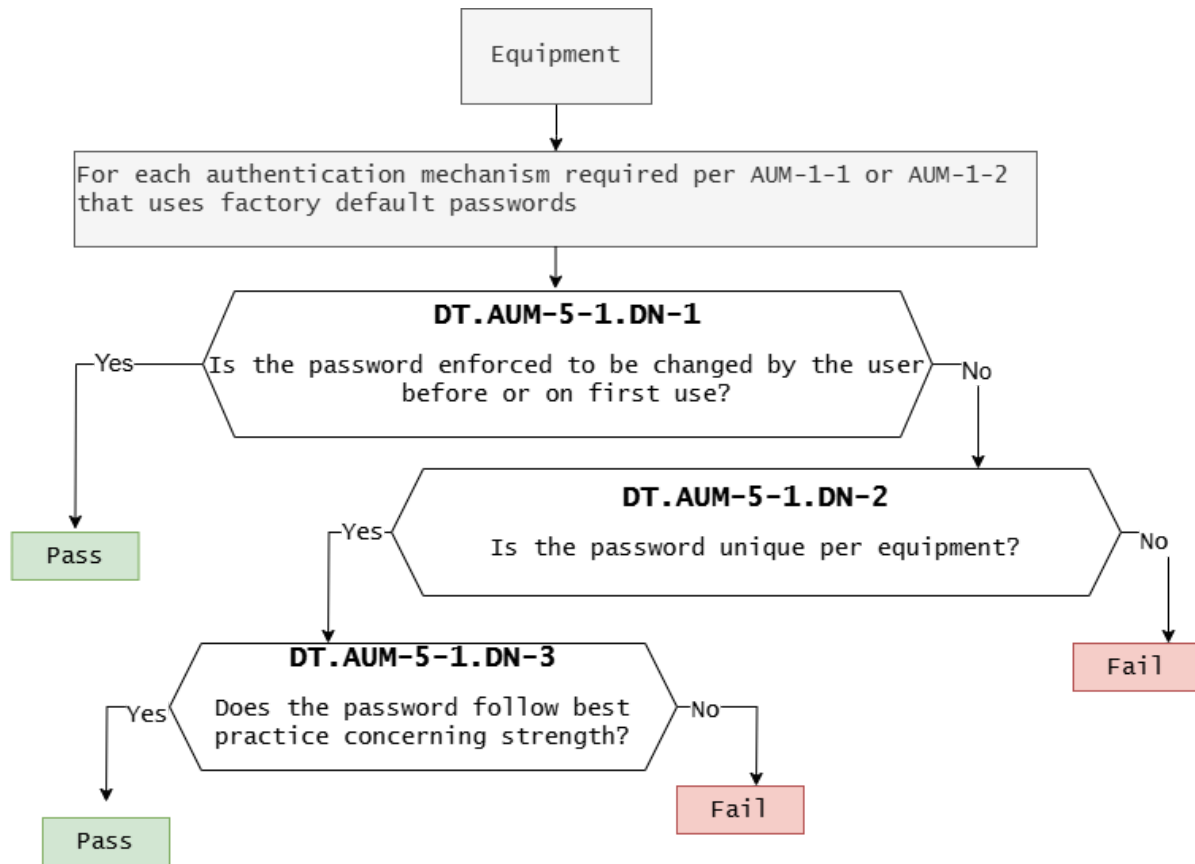 Equipment
For each authentication mechanism required per AUM-1-1 or AUM-1-2
that uses factory default passwords
DT.AUM-5-1.DN-1
Is the password enforced to be changed by the user
before or on first use?
Yes
No
DT.AUM-5-1.DN-2
Is the password unique per equipment?
Yes
No
Pass
DT.AUM-5-1.DN-3
Does the password follow best
practice concerning strength?
Yes
No
Fail
Fail
Pass